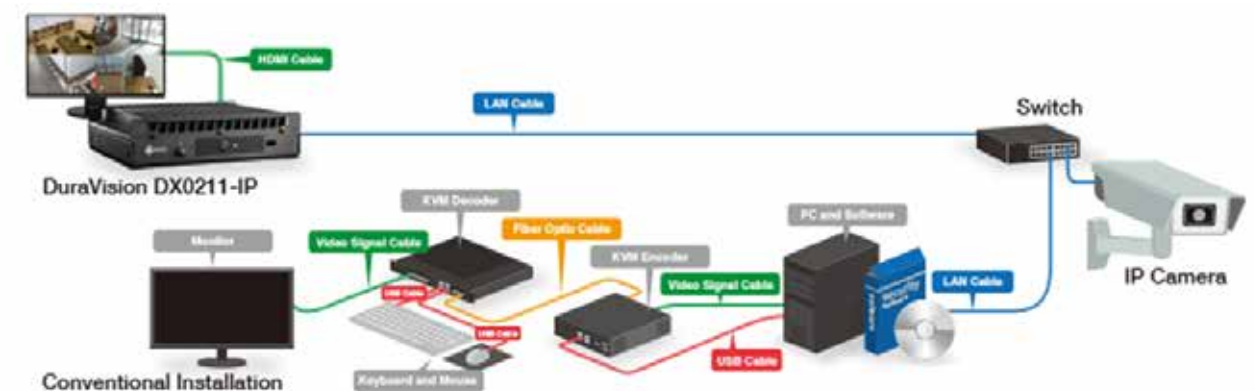 HDMI Cable
LAN Cable
Switch
DuraVision DX0211-IP
IP Camera
KVM Decoder
PC and Software
Monitor
Video Signal Cable
Fiber Optic Cable
KVM Encoder
Video Signal Cable
LAN Cable
USB Cable
USB Cable
USB Cable
Keyboard and Mouse
Conventional Installation